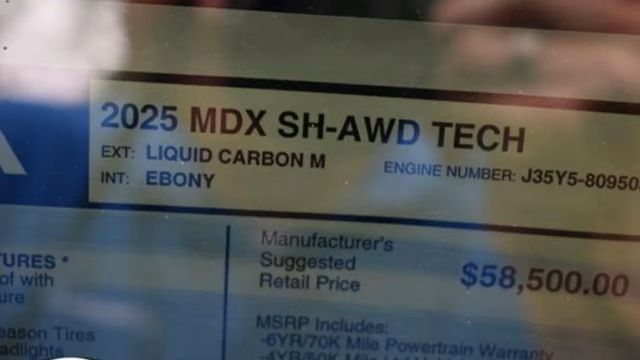 2025 MDX SH-AWD TECH
EXT: LIQUID CARBON M
INT: EBONY
ENGINE NUMBER: J35Y5-80950
TURES *
of with
ure
eason Tires
adlights
Manufacturer's
Suggested
Retail Price
$58,500.00
MSRP Includes:
-6YR/70K Mile Powertrain Warranty